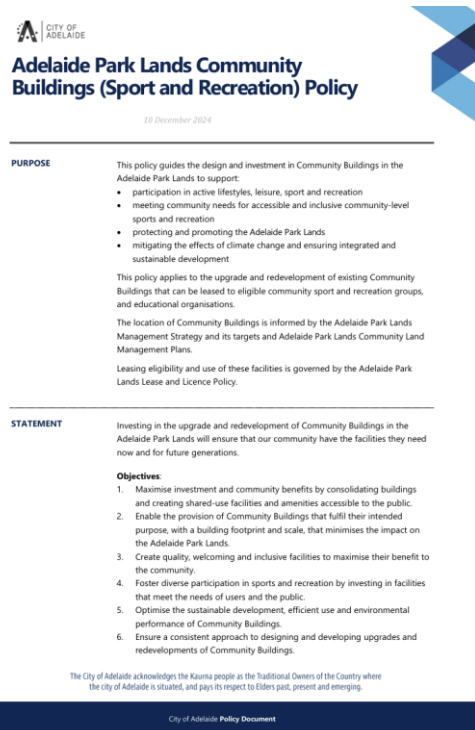 CITY OF
ADELAIDE
Adelaide Park Lands Community
Buildings (Sport and Recreation) Policy
10 December 2024
PURPOSE
This policy guides the design and investment in Community Buildings in the
Adelaide Park Lands to support:
• participation in active lifestyles, leisure, sport and recreation
• meeting community needs for accessible and inclusive community-level
sports and recreation
• protecting and promoting the Adelaide Park Lands
• mitigating the effects of climate change and ensuring integrated and
sustainable development
This policy applies to the upgrade and redevelopment of existing Community
Buildings that can be leased to eligible community sport and recreation groups,
and educational organisations.
The location of Community Buildings is informed by the Adelaide Park Lands
Management Strategy and its targets and Adelaide Park Lands Community Land
Management Plans.
Leasing eligibility and use of these facilities is governed by the Adelaide Park
Lands Lease and Licence Policy.
STATEMENT
Investing in the upgrade and redevelopment of Community Buildings in the
Adelaide Park Lands will ensure that our community have the facilities they need
now and for future generations.
Objectives:
1. Maximise investment and community benefits by consolidating buildings
and creating shared-use facilities and amenities accessible to the public.
2. Enable the provision of Community Buildings that fulfil their intended
purpose, with a building footprint and scale, that minimises the impact on
the Adelaide Park Lands.
3. Create quality, welcoming and inclusive facilities to maximise their benefit to
the community.
4. Foster diverse participation in sports and recreation by investing in facilities
that meet the needs of users and the public.
5. Optimise the sustainable development, efficient use and environmental
performance of Community Buildings.
6. Ensure a consistent approach to designing and developing upgrades and
redevelopments of Community Buildings.
The City of Adelaide acknowledges the Kaurna people as the Traditional Owners of the Country where
the city of Adelaide is situated, and pays its respect to Elders past, present and emerging.
City of Adelaide Policy Document